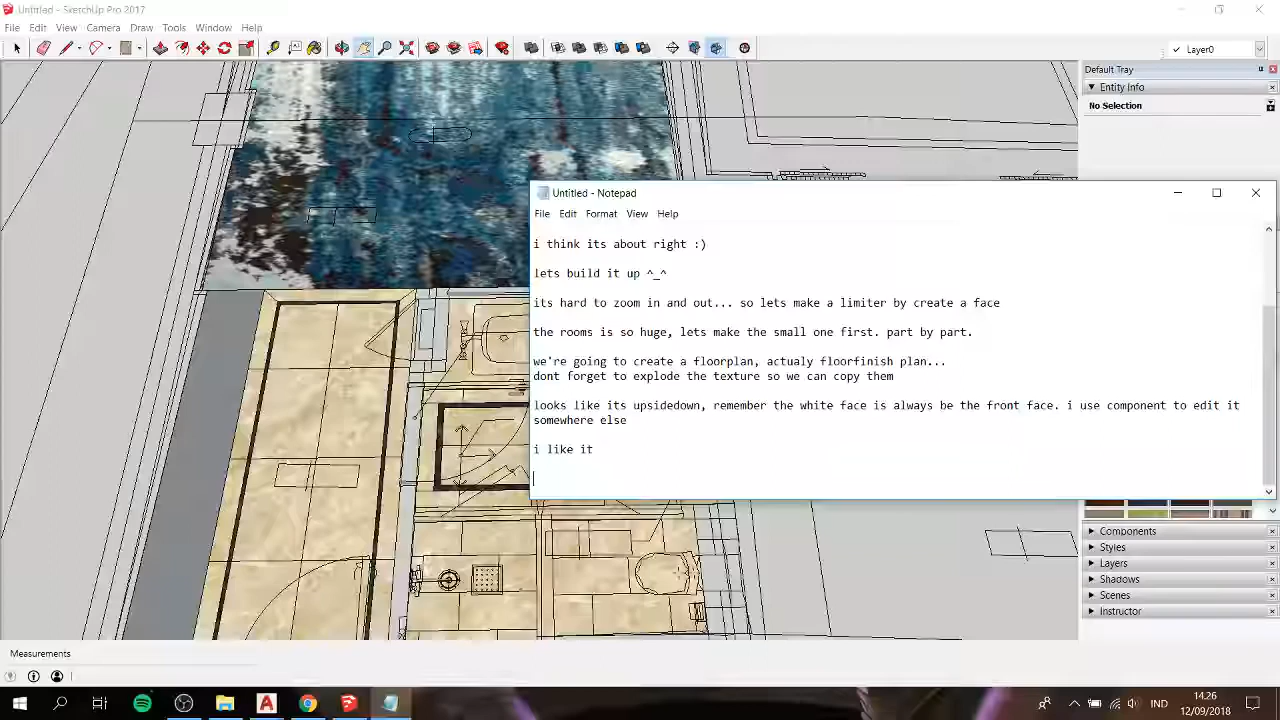 Untitled - SketchUp Pro 2017
File Edit View Camera Draw Tools Window Help
Layer0
Default Tray
Entity Info
No Selection
Untitled - Notepad
File Edit Format View Help
i think its about right :)
lets build it up ^_^
its hard to zoom in and out... so lets make a limiter by create a face
the rooms is so huge, lets make the small one first. part by part.
we're going to create a floorplan, actualy floorfinish plan...
dont forget to explode the texture so we can copy them
looks like its upsidedown, remember the white face is always be the front face. i use component to edit it
somewhere else
i like it
Components
Styles
Layers
Shadows
Scenes
Instructor
Measurements
IND
14.26
12/09/2018